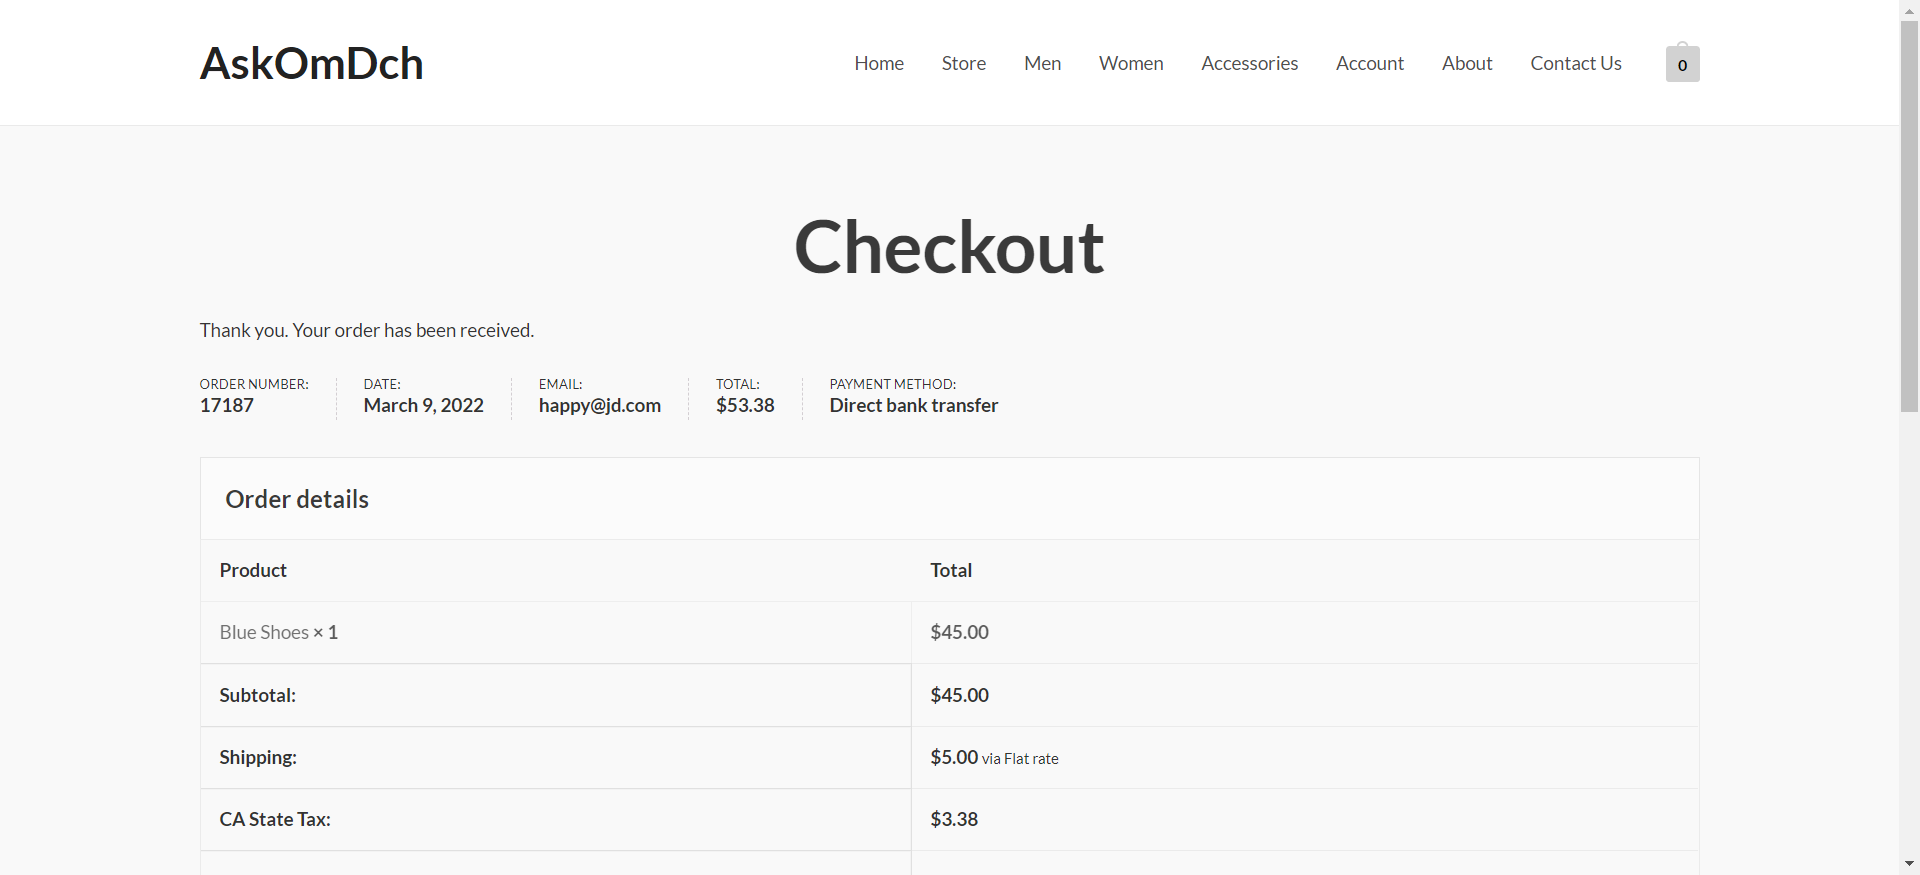 AskOmDch
Home Store Men Women Accessories Account About Contact Us 0
Checkout
Thank you. Your order has been received.
ORDER NUMBER: DATE: EMAIL: TOTAL: PAYMENT METHOD:
17187 March 9, 2022 happy@jd.com $53.38 Direct bank transfer
Order details
Product Total
Blue Shoes × 1 $45.00
Subtotal: $45.00
Shipping: $5.00 via Flat rate
CA State Tax: $3.38